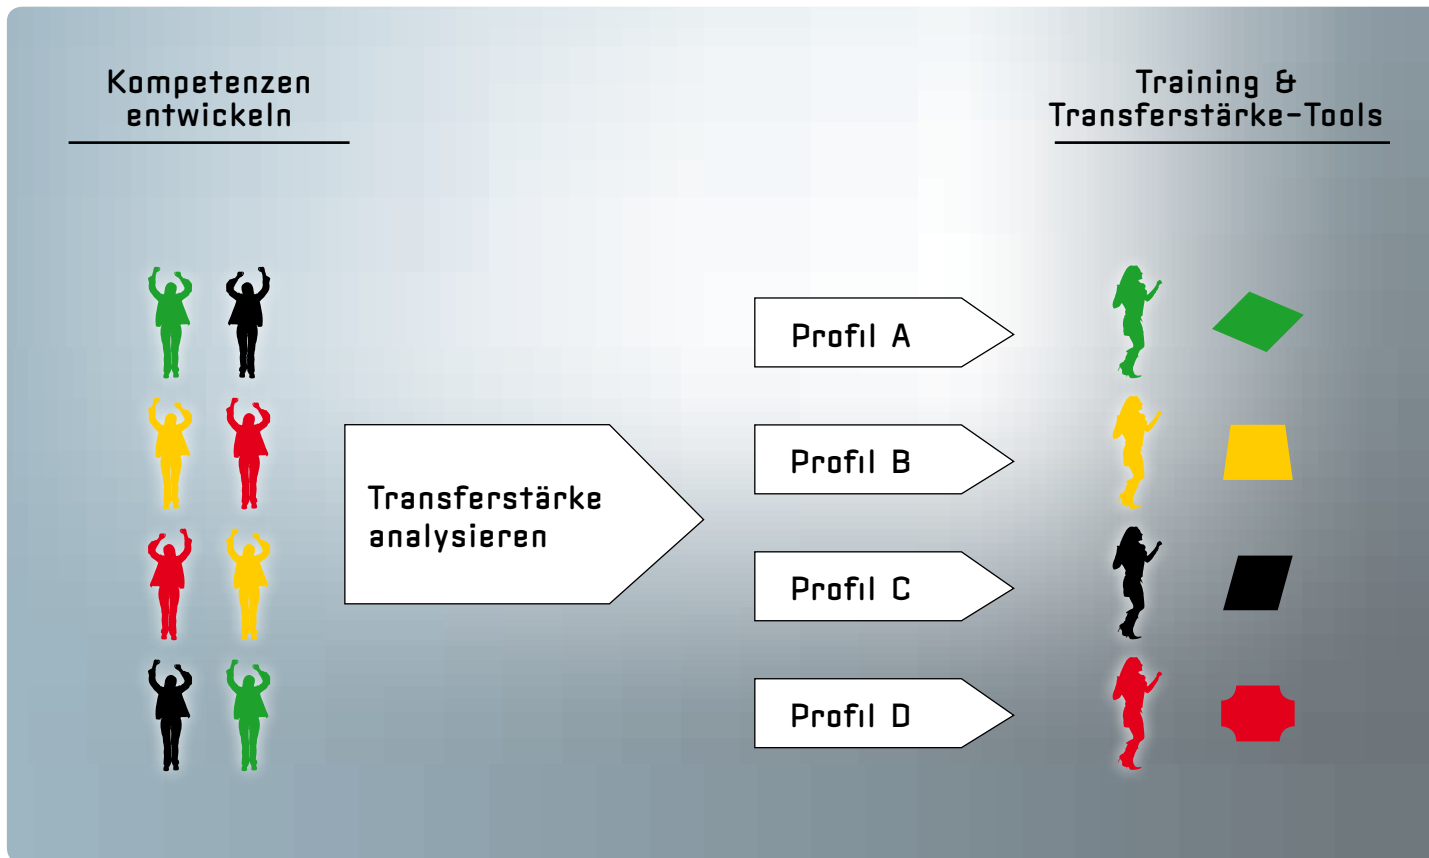 Kompetenzen
entwickeln
Training &
Transferstärke-Tools
Transferstärke
analysieren
Profil A
Profil B
Profil C
Profil D